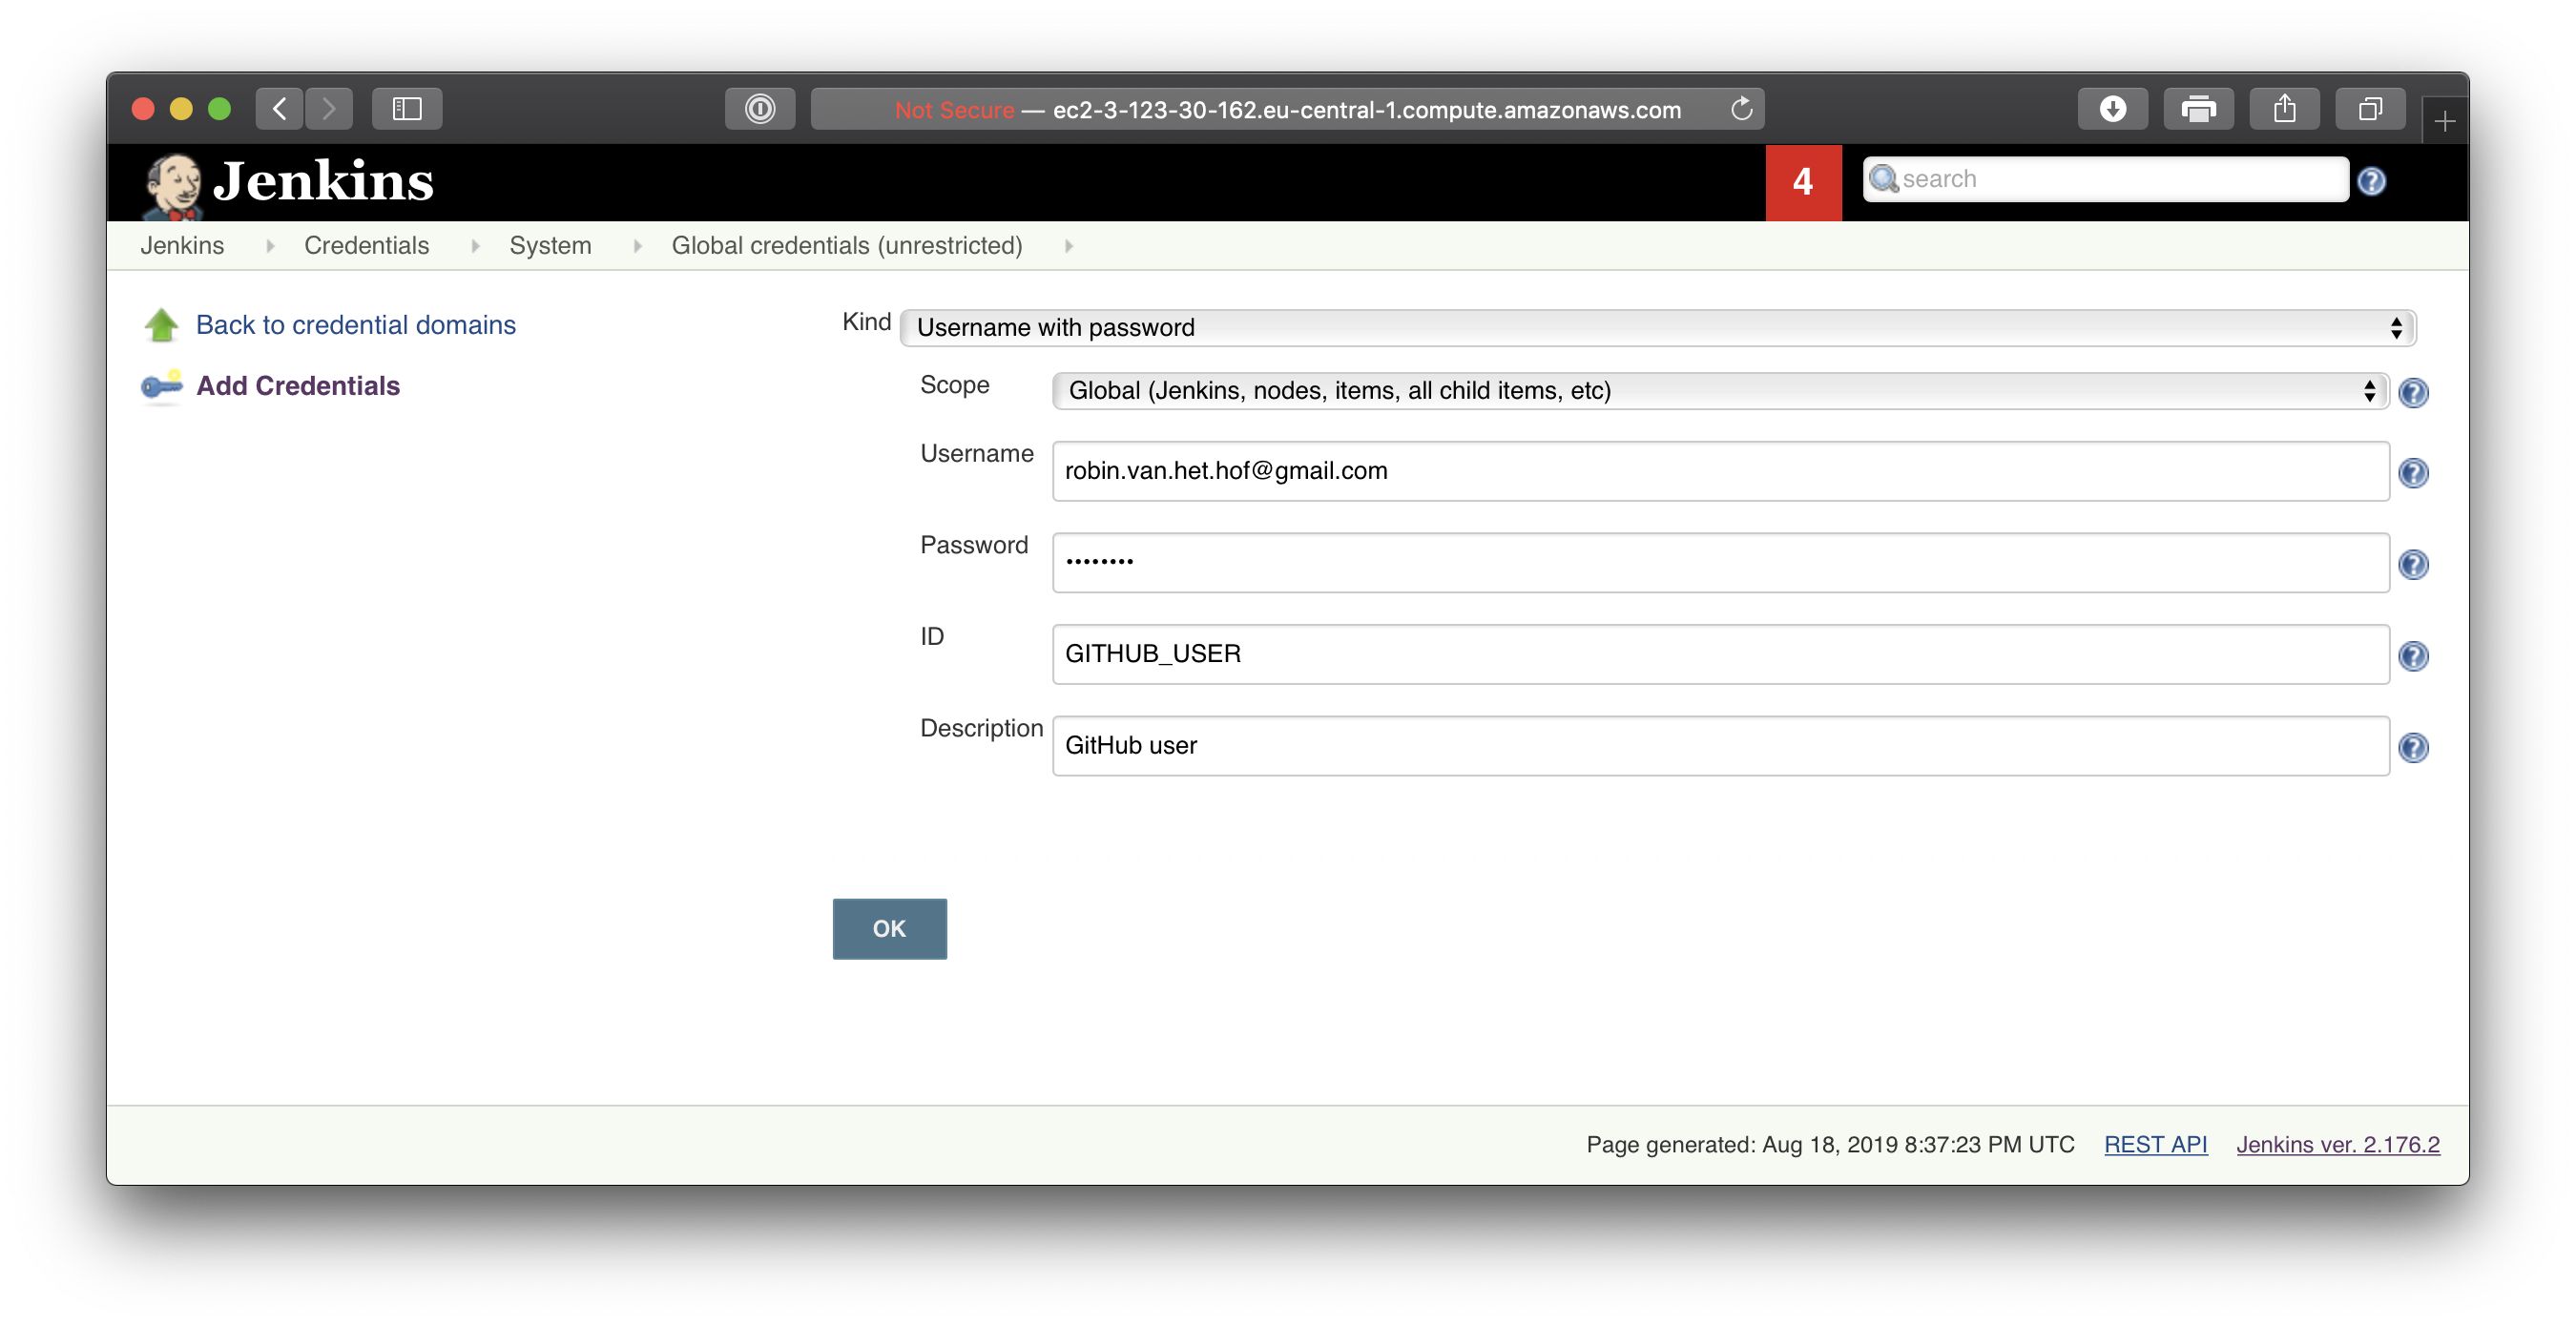 Not Secure — ec2-3-123-30-162.eu-central-1.compute.amazonaws.com
Jenkins
4
search
Jenkins Credentials System Global credentials (unrestricted)
Back to credential domains
Add Credentials
Kind Username with password
Scope Global (Jenkins, nodes, items, all child items, etc)
Username robin.van.het.hof@gmail.com
Password ••••••••
ID GITHUB_USER
Description GitHub user
OK
Page generated: Aug 18, 2019 8:37:23 PM UTC REST API Jenkins ver. 2.176.2